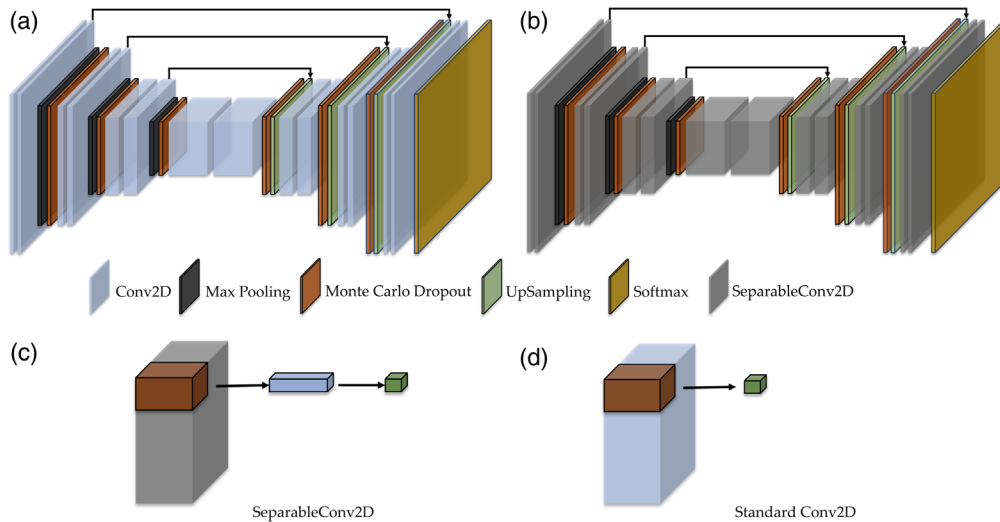 (a)
(b)
Conv2D
Max Pooling
Monte Carlo Dropout
UpSampling
Softmax
SeparableConv2D
(c)
(d)
SeparableConv2D
Standard Conv2D